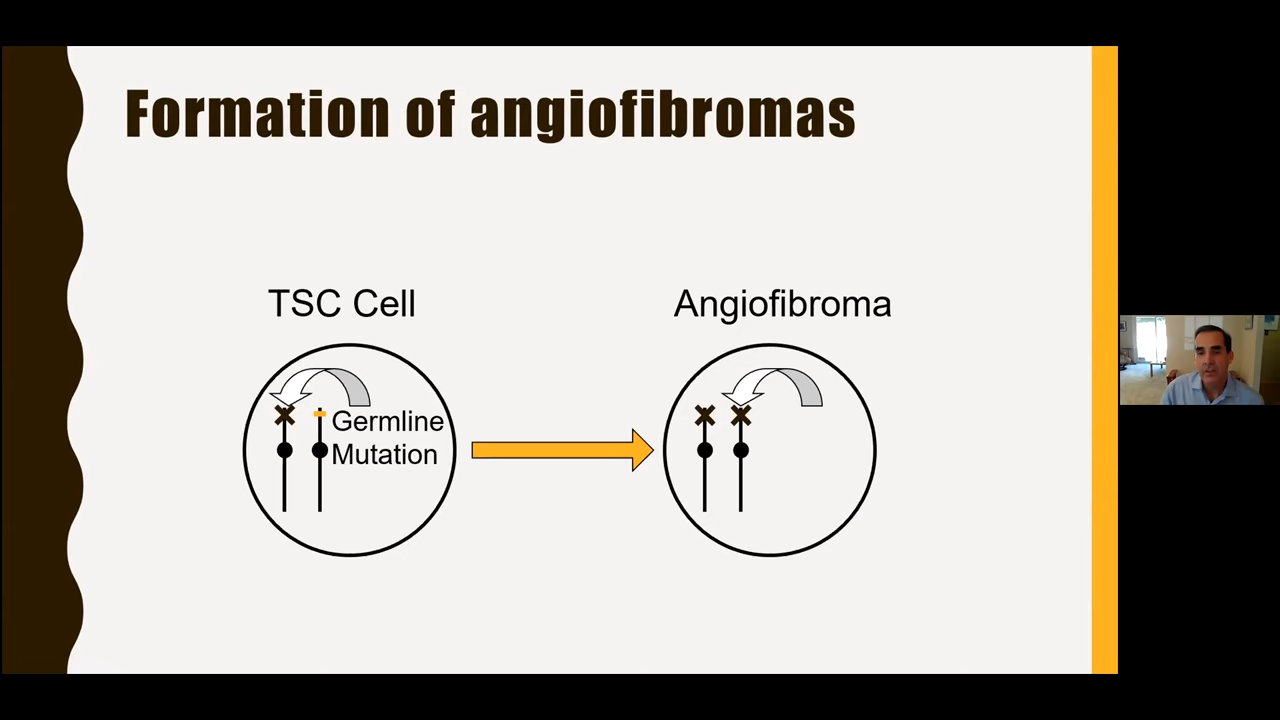 Formation of angiofibromas
TSC Cell
Angiofibroma
Germline
Mutation